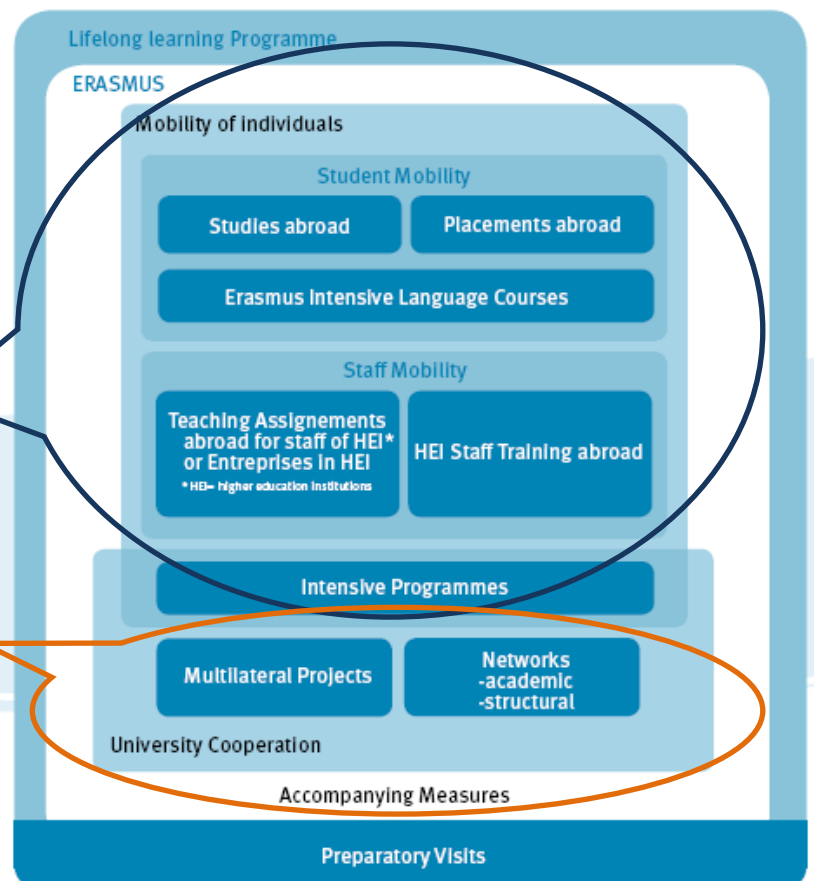 Lifelong learning Programme
ERASMUS
Mobility of individuals
Student Mobility
Studies abroad
Placements abroad
Erasmus Intensive Language Courses
Staff Mobility
Teaching Assignements
abroad for staff of HEI*
or Entreprises in HEI
* HEI= higher education institutions
HEI Staff Training abroad
Intensive Programmes
Multilateral Projects
Networks
-academic
-structural
University Cooperation
Accompanying Measures
Preparatory Visits